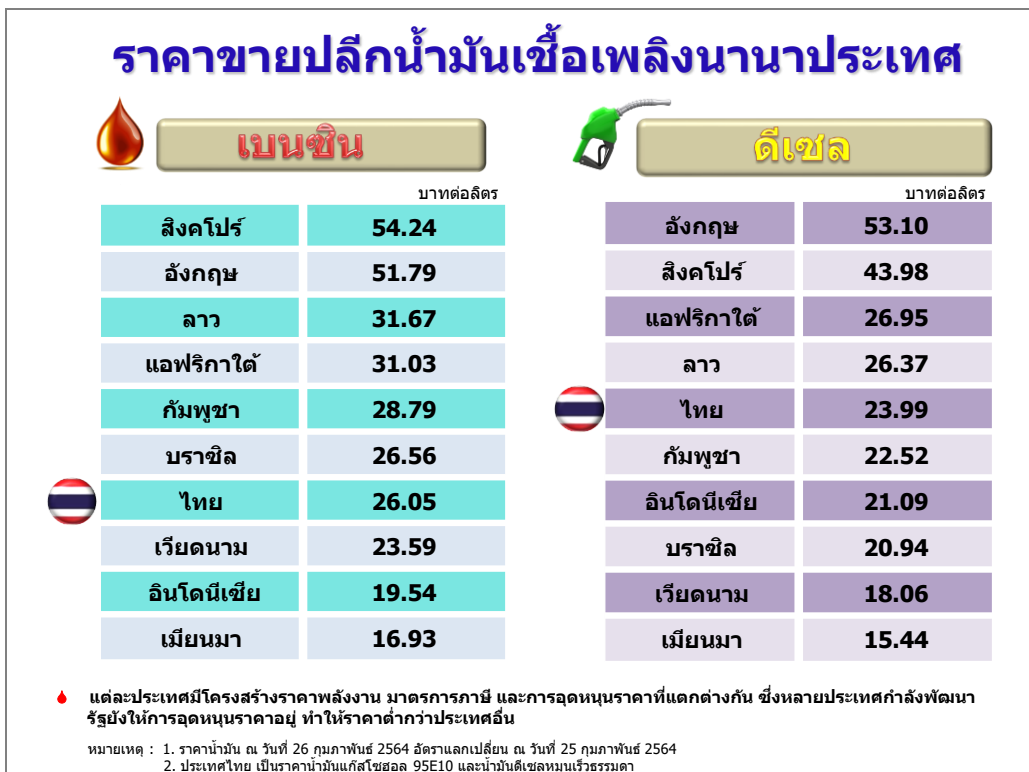 ราคาขายปลีกน้ำมันเชื้อเพลิงนานาประเทศ
เบนซิน
บาทต่อลิตร
สิงคโปร์ 54.24
อังกฤษ 51.79
ลาว 31.67
แอฟริกาใต้ 31.03
กัมพูชา 28.79
บราซิล 26.56
ไทย 26.05
เวียดนาม 23.59
อินโดนีเซีย 19.54
เมียนมา 16.93
ดีเซล
บาทต่อลิตร
อังกฤษ 53.10
สิงคโปร์ 43.98
แอฟริกาใต้ 26.95
ลาว 26.37
ไทย 23.99
กัมพูชา 22.52
อินโดนีเซีย 21.09
บราซิล 20.94
เวียดนาม 18.06
เมียนมา 15.44
แต่ละประเทศมีโครงสร้างราคาพลังงาน มาตรการภาษี และการอุดหนุนราคาที่แตกต่างกัน ซึ่งหลายประเทศกำลังพัฒนา
รัฐยังให้การอุดหนุนราคาอยู่ ทำให้ราคาต่ำกว่าประเทศอื่น
หมายเหตุ : 1. ราคาน้ำมัน ณ วันที่ 26 กุมภาพันธ์ 2564 อัตราแลกเปลี่ยน ณ วันที่ 25 กุมภาพันธ์ 2564
2. ประเทศไทย เป็นราคาน้ำมันแก๊สโซฮอล 95E10 และน้ำมันดีเซลหมุนเร็วธรรมดา